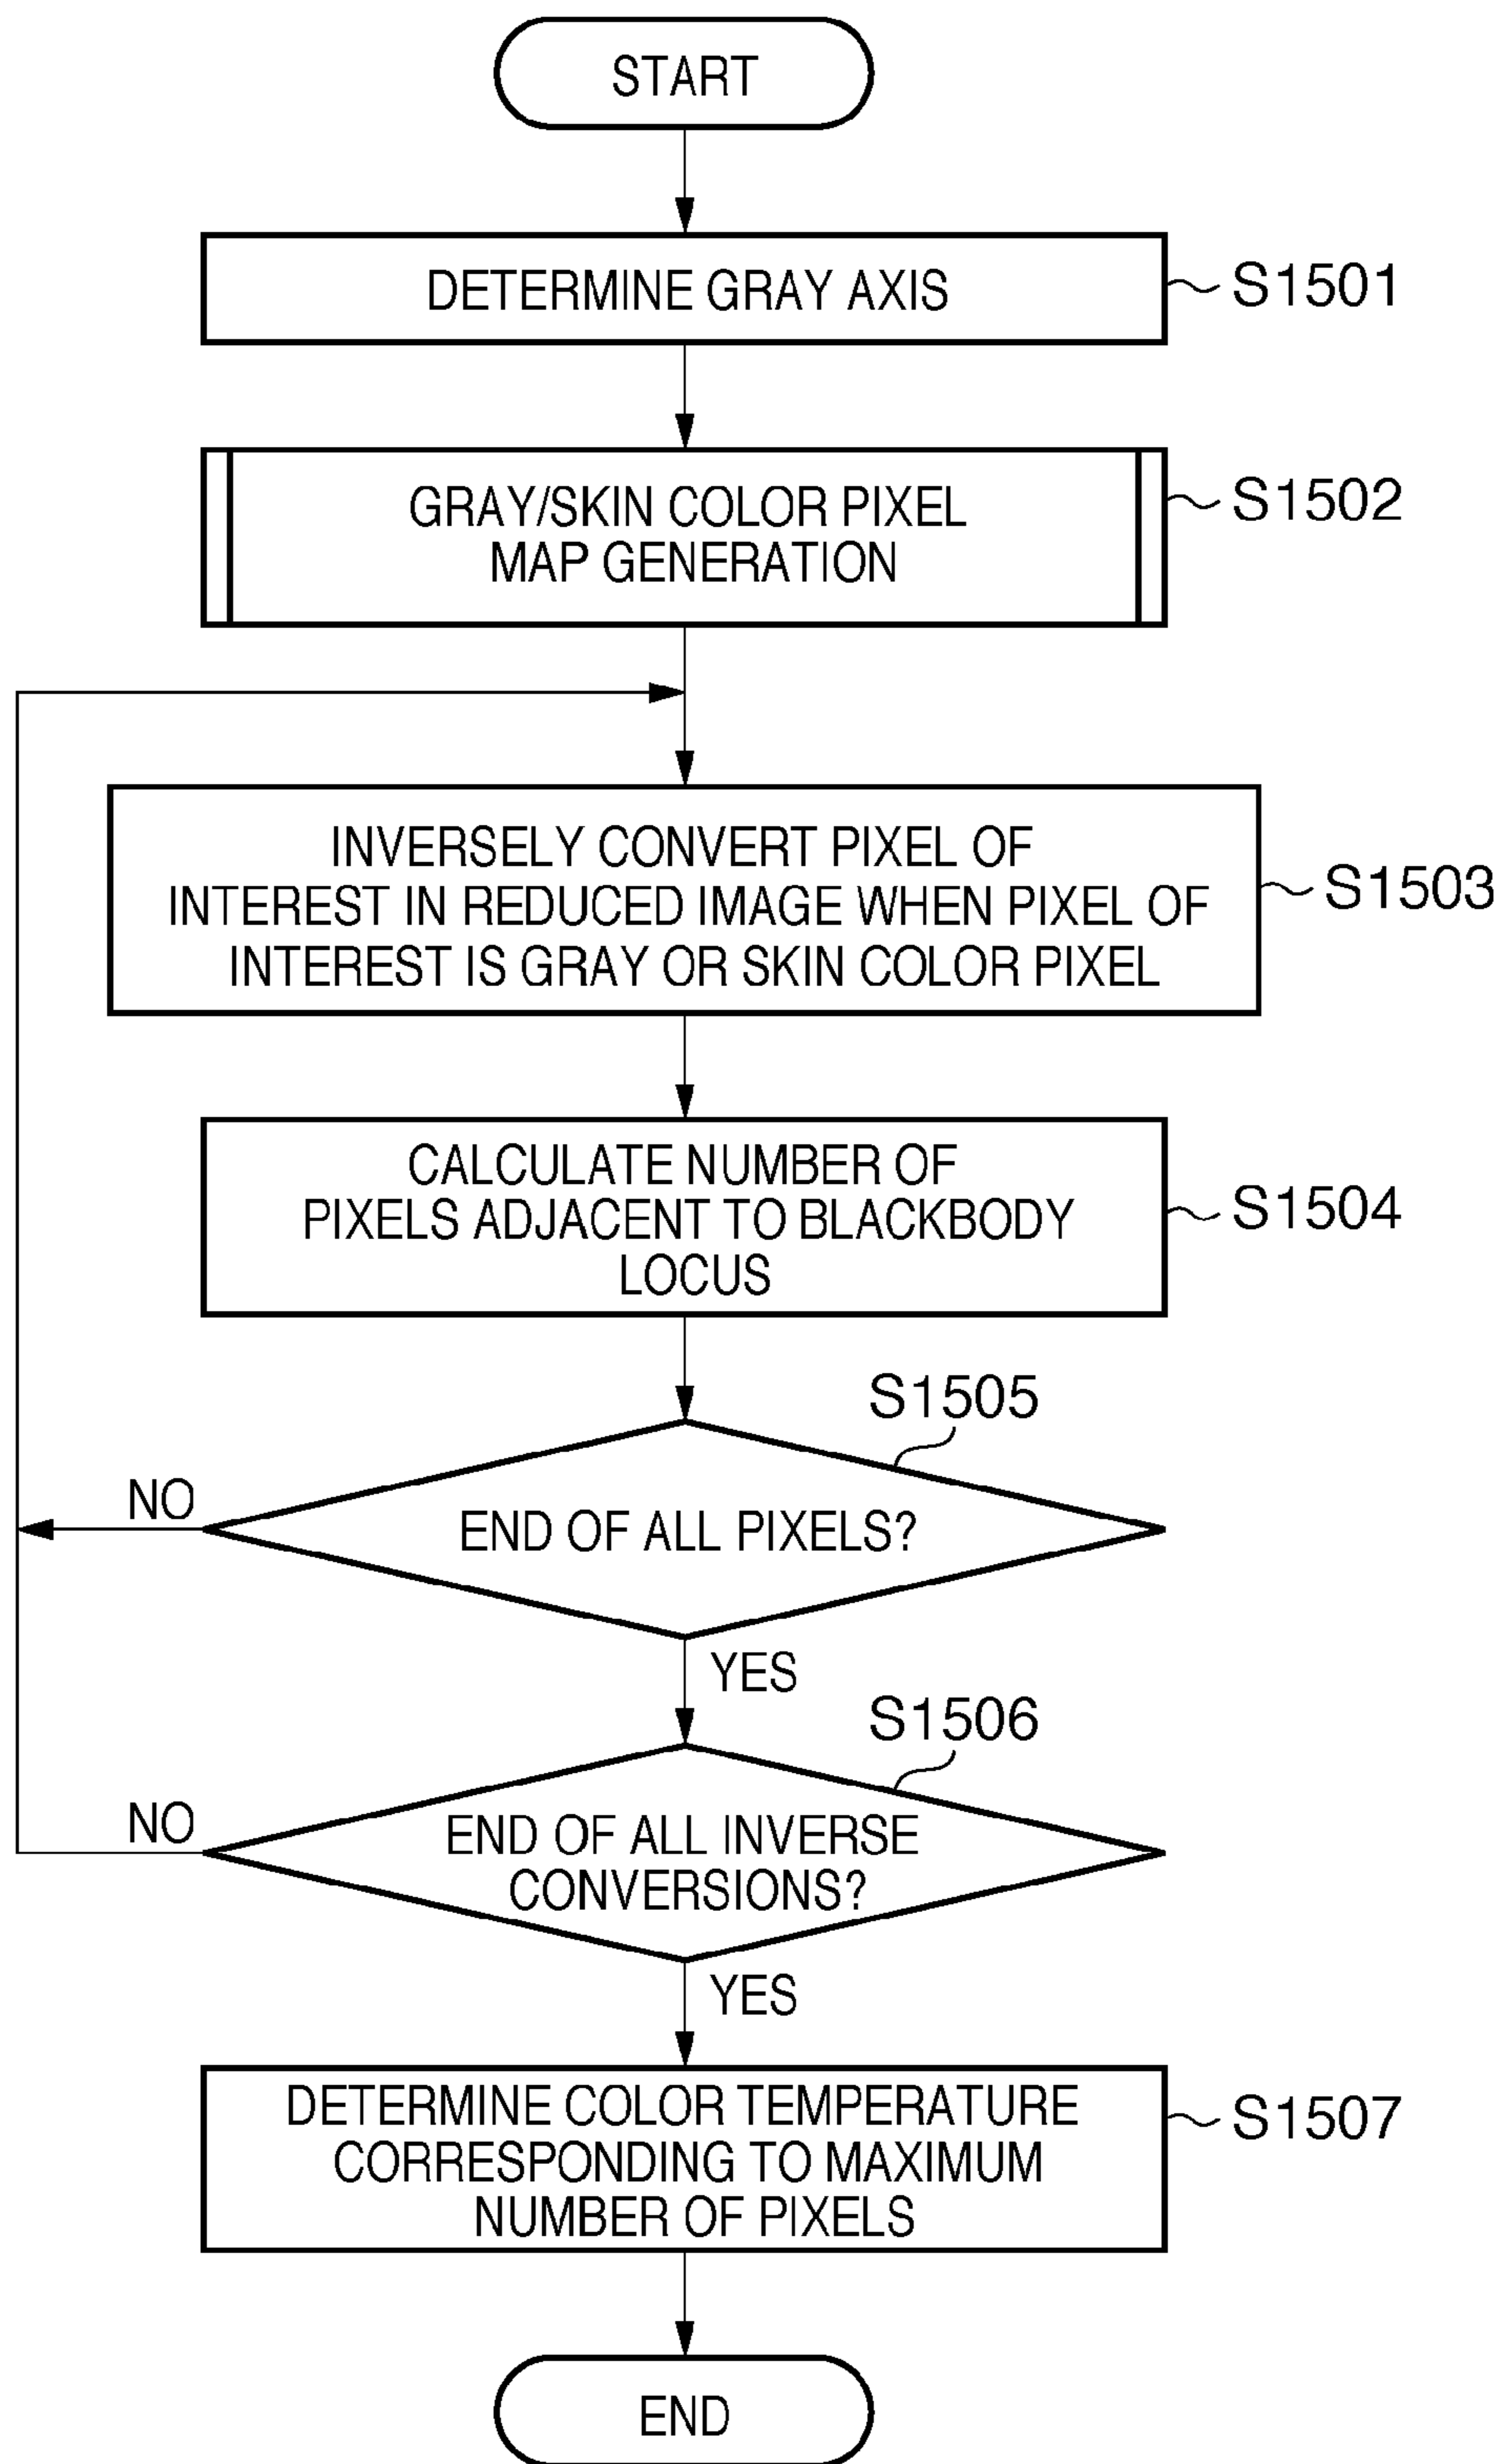 START
DETERMINE GRAY AXIS
S1501
GRAY/SKIN COLOR PIXEL
MAP GENERATION
S1502
INVERSELY CONVERT PIXEL OF
INTEREST IN REDUCED IMAGE WHEN PIXEL OF
INTEREST IS GRAY OR SKIN COLOR PIXEL
S1503
CALCULATE NUMBER OF
PIXELS ADJACENT TO BLACKBODY
LOCUS
S1504
S1505
END OF ALL PIXELS?
NO
YES
S1506
END OF ALL INVERSE
CONVERSIONS?
NO
YES
DETERMINE COLOR TEMPERATURE
CORRESPONDING TO MAXIMUM
NUMBER OF PIXELS
S1507
END